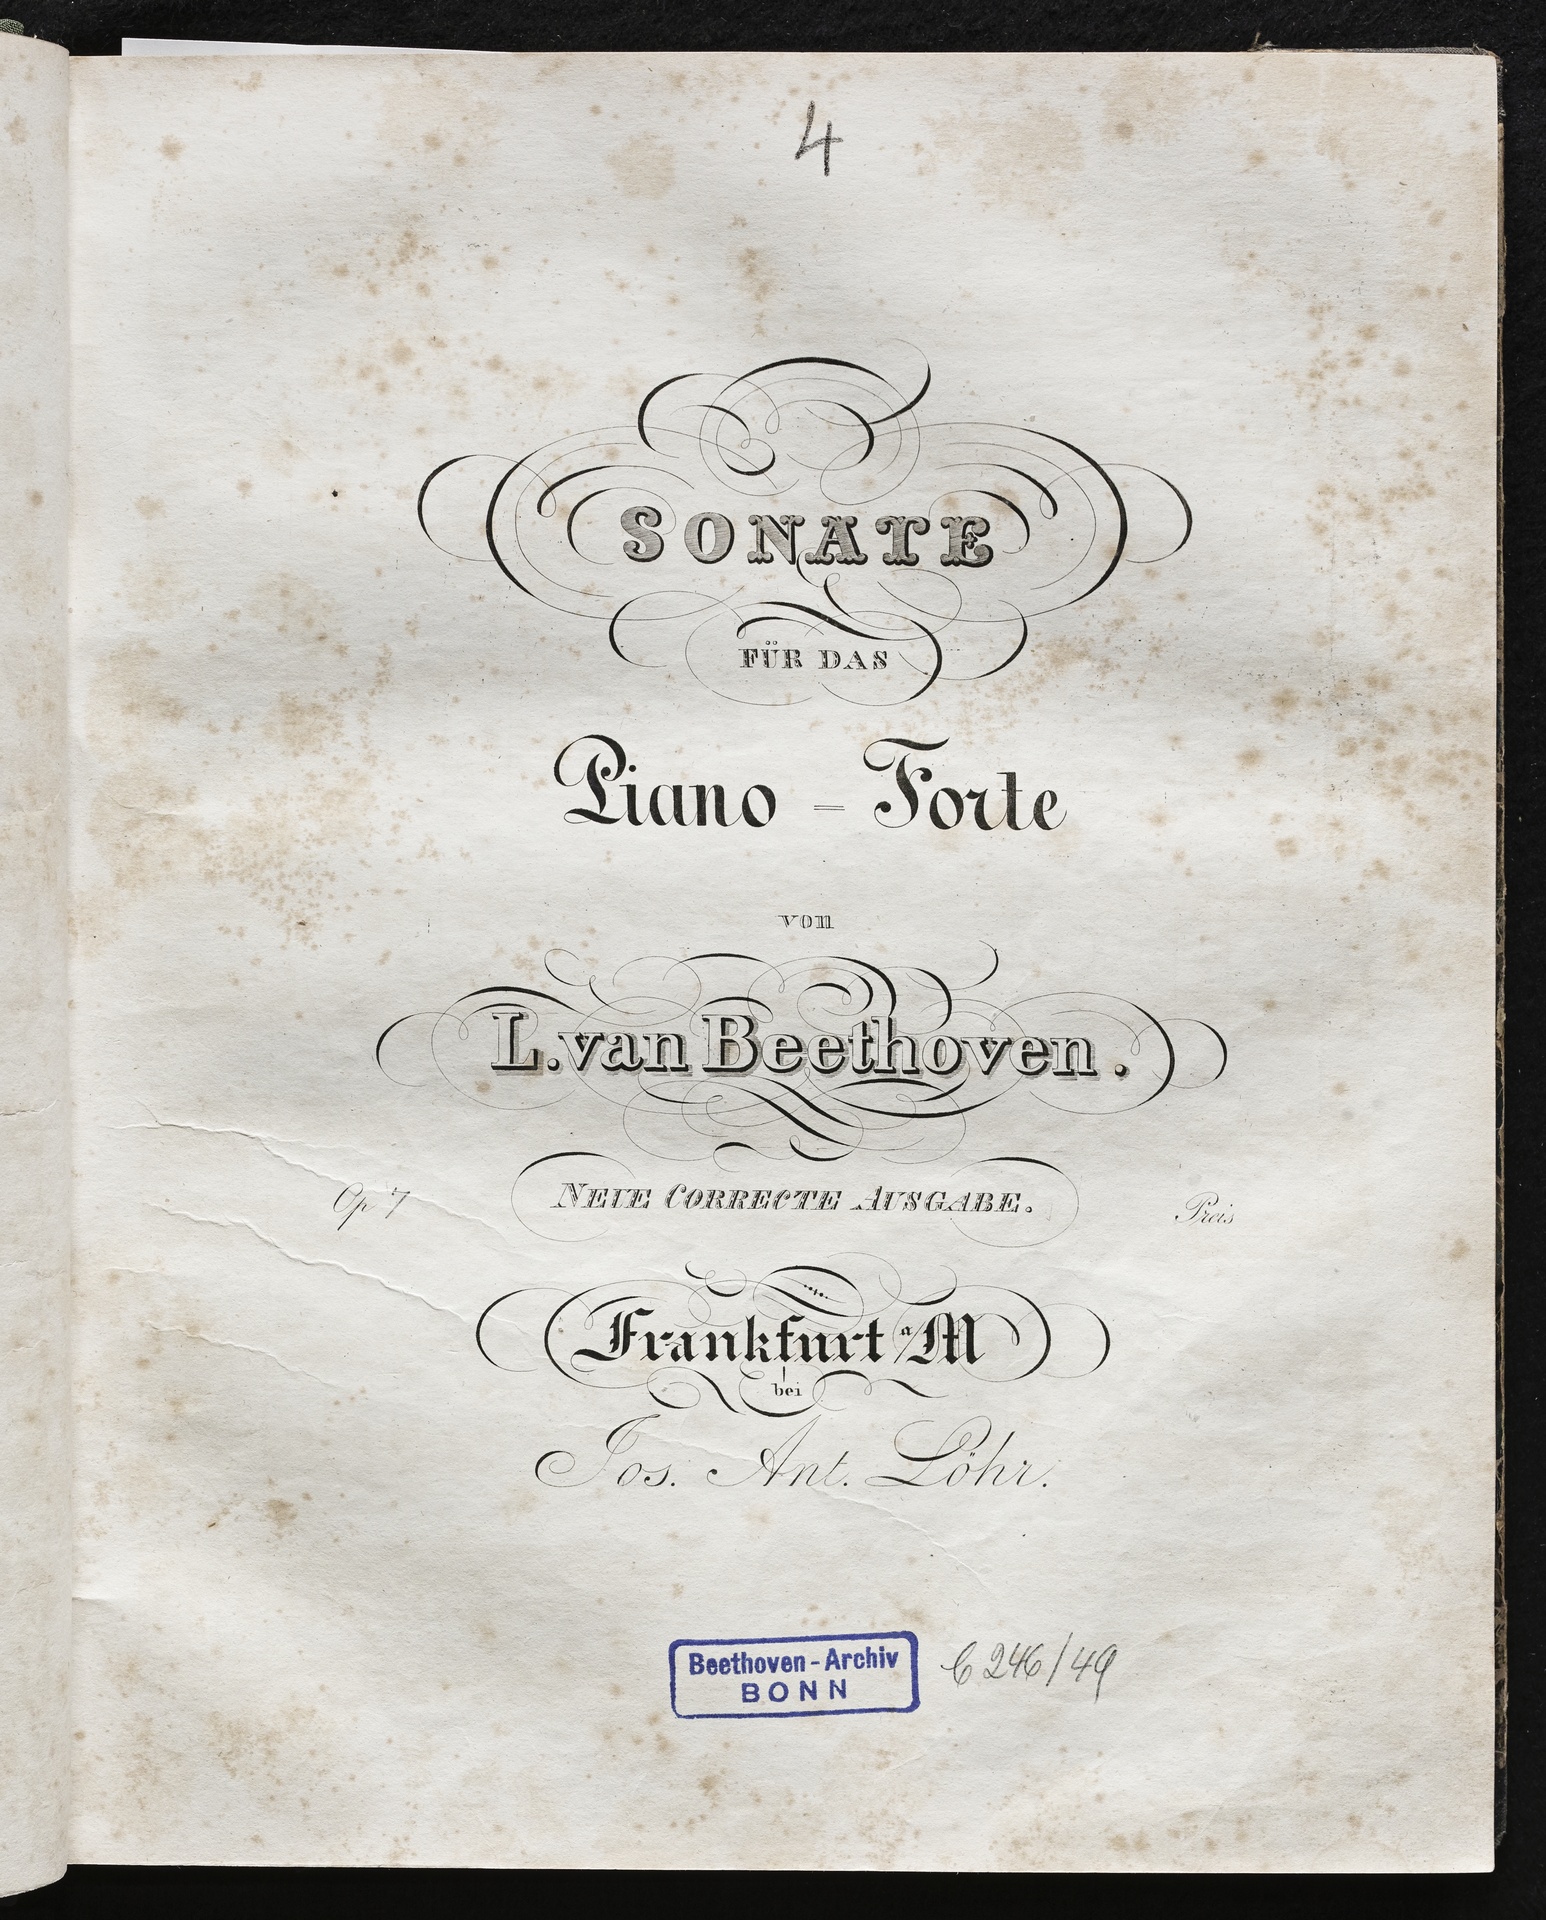 4
SONATE
FÜR DAS
Piano = Forte
von
L. van Beethoven.
NEUE CORRECTE AUSGABE.
Op 7
Preis
Frankfurt a/M
bei
Jos. Ant. Löhr.
Beethoven-Archiv
BONN
C 246/49